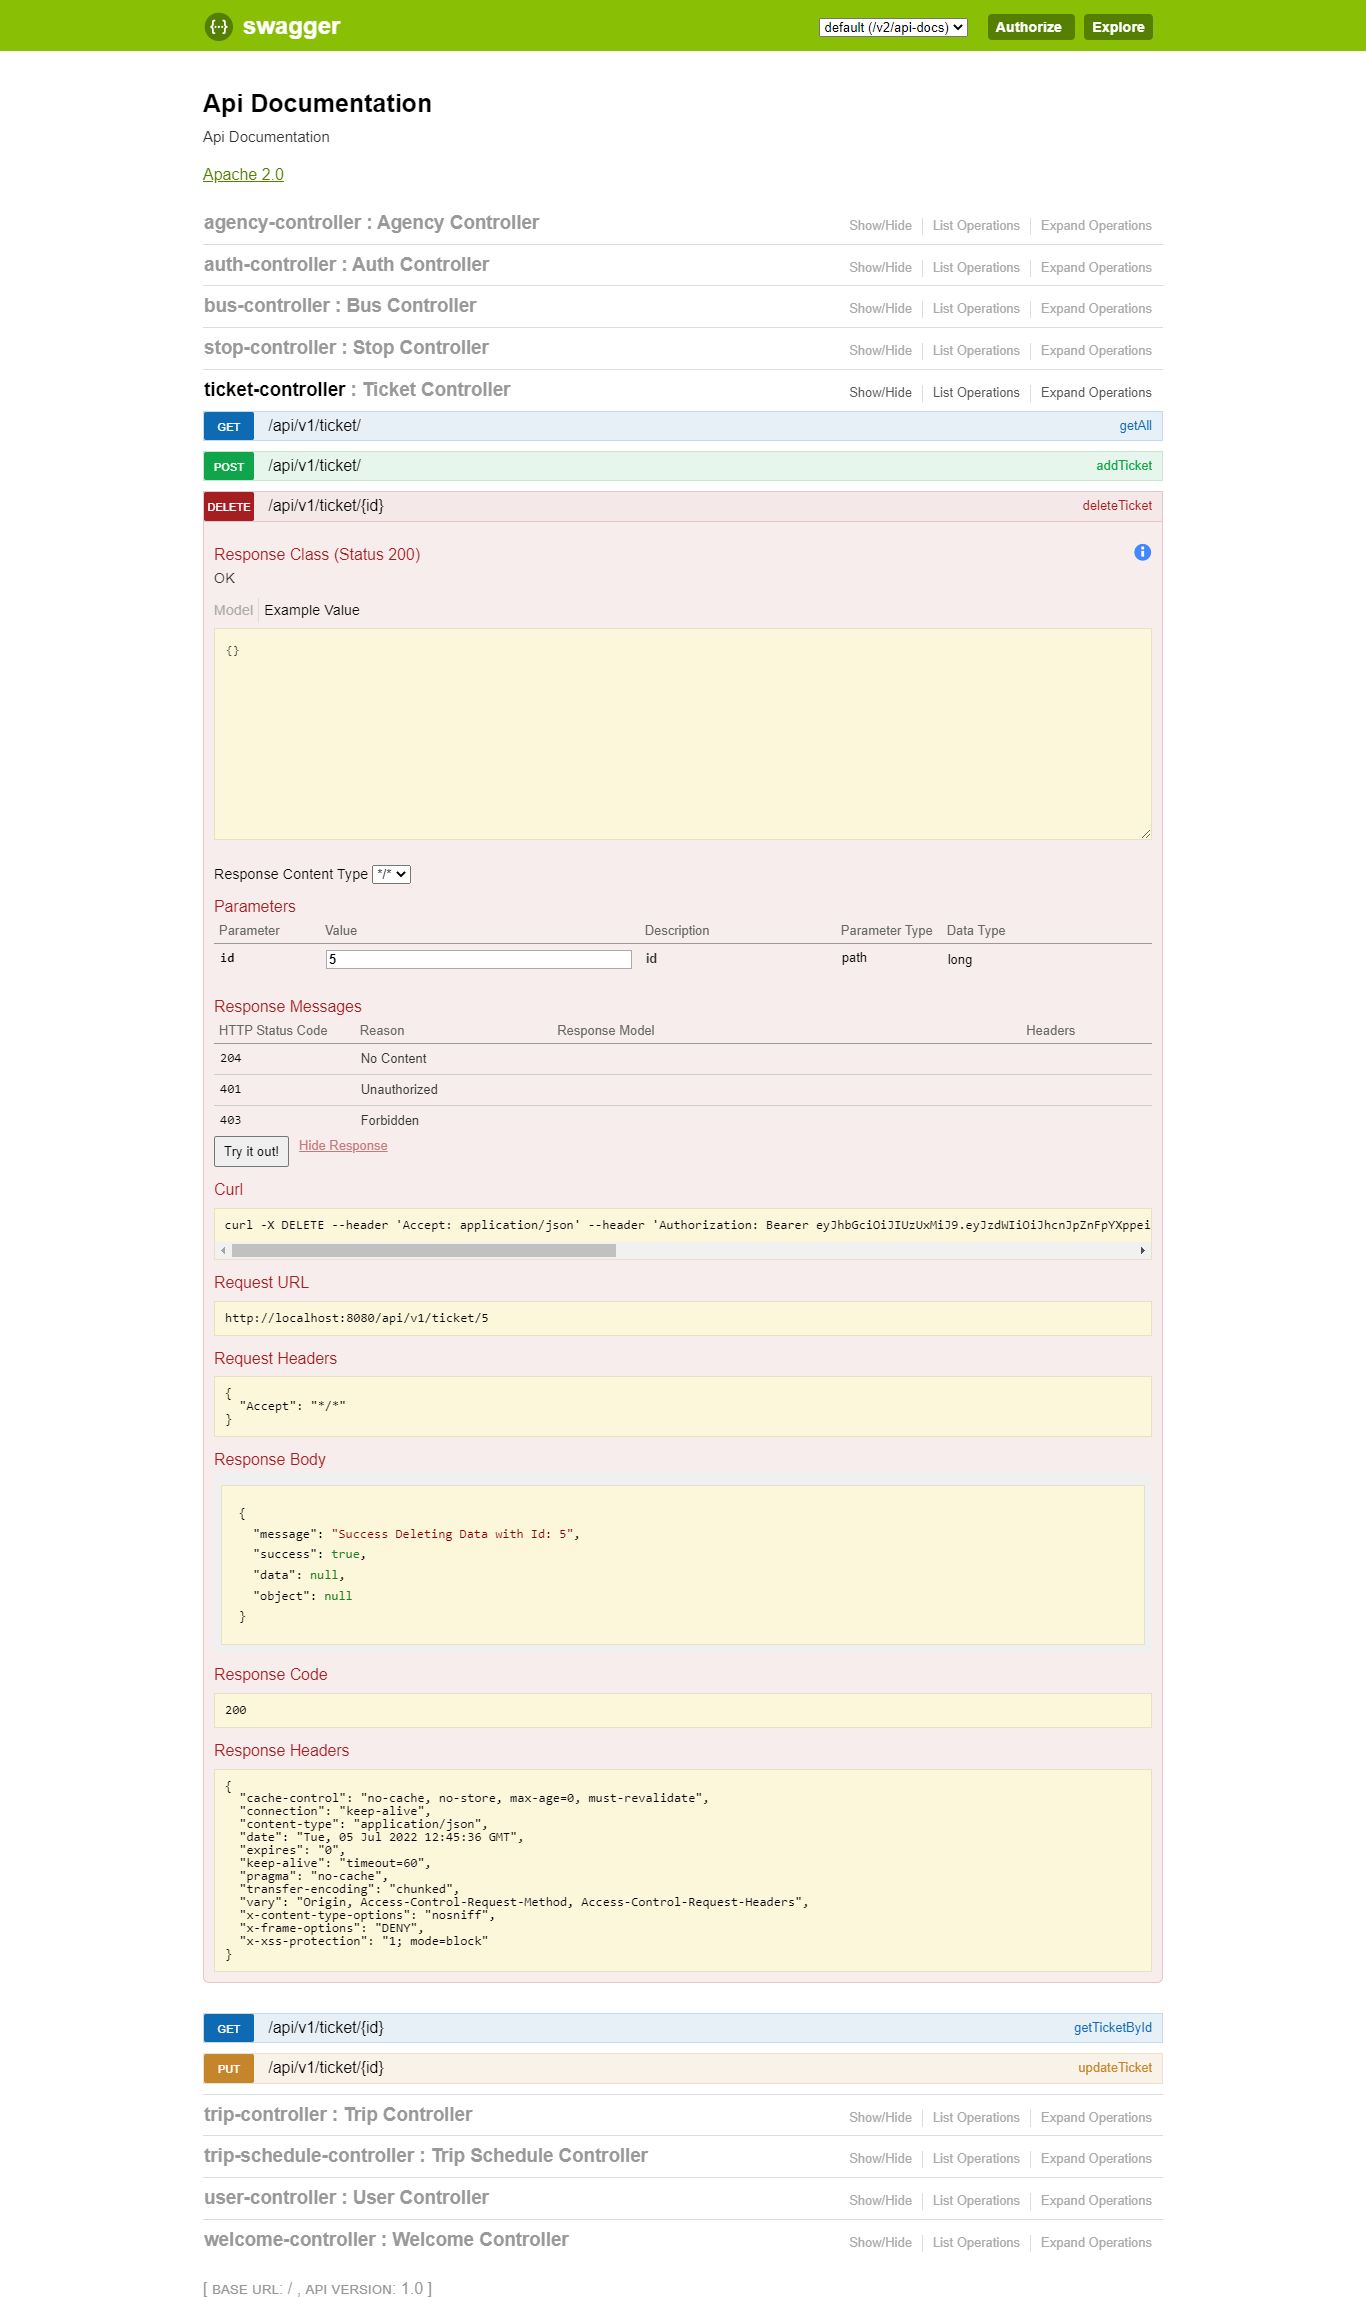 swagger default (/v2/api-docs) Authorize Explore
Api Documentation
Api Documentation
Apache 2.0
agency-controller : Agency Controller Show/Hide List Operations Expand Operations
auth-controller : Auth Controller Show/Hide List Operations Expand Operations
bus-controller : Bus Controller Show/Hide List Operations Expand Operations
stop-controller : Stop Controller Show/Hide List Operations Expand Operations
ticket-controller : Ticket Controller Show/Hide List Operations Expand Operations
GET /api/v1/ticket/ getAll
POST /api/v1/ticket/ addTicket
DELETE /api/v1/ticket/{id} deleteTicket
Response Class (Status 200)
OK
Model Example Value
{}
Response Content Type */*
Parameters
Parameter Value Description Parameter Type Data Type
id 5 id path long
Response Messages
HTTP Status Code Reason Response Model Headers
204 No Content
401 Unauthorized
403 Forbidden
Try it out! Hide Response
Curl
curl -X DELETE --header 'Accept: application/json' --header 'Authorization: Bearer eyJhbGciOiJIUzUxMiJ9.eyJzdWIiOiJhcnJpZnFpYXppei
Request URL
http://localhost:8080/api/v1/ticket/5
Request Headers
{
"Accept": "*/*"
}
Response Body
{
"message": "Success Deleting Data with Id: 5",
"success": true,
"data": null,
"object": null
}
Response Code
200
Response Headers
{
"cache-control": "no-cache, no-store, max-age=0, must-revalidate",
"connection": "keep-alive",
"content-type": "application/json",
"date": "Tue, 05 Jul 2022 12:45:36 GMT",
"expires": "0",
"keep-alive": "timeout=60",
"pragma": "no-cache",
"transfer-encoding": "chunked",
"vary": "Origin, Access-Control-Request-Method, Access-Control-Request-Headers",
"x-content-type-options": "nosniff",
"x-frame-options": "DENY",
"x-xss-protection": "1; mode=block"
}
GET /api/v1/ticket/{id} getTicketById
PUT /api/v1/ticket/{id} updateTicket
trip-controller : Trip Controller Show/Hide List Operations Expand Operations
trip-schedule-controller : Trip Schedule Controller Show/Hide List Operations Expand Operations
user-controller : User Controller Show/Hide List Operations Expand Operations
welcome-controller : Welcome Controller Show/Hide List Operations Expand Operations
[ BASE URL: / , API VERSION: 1.0 ]